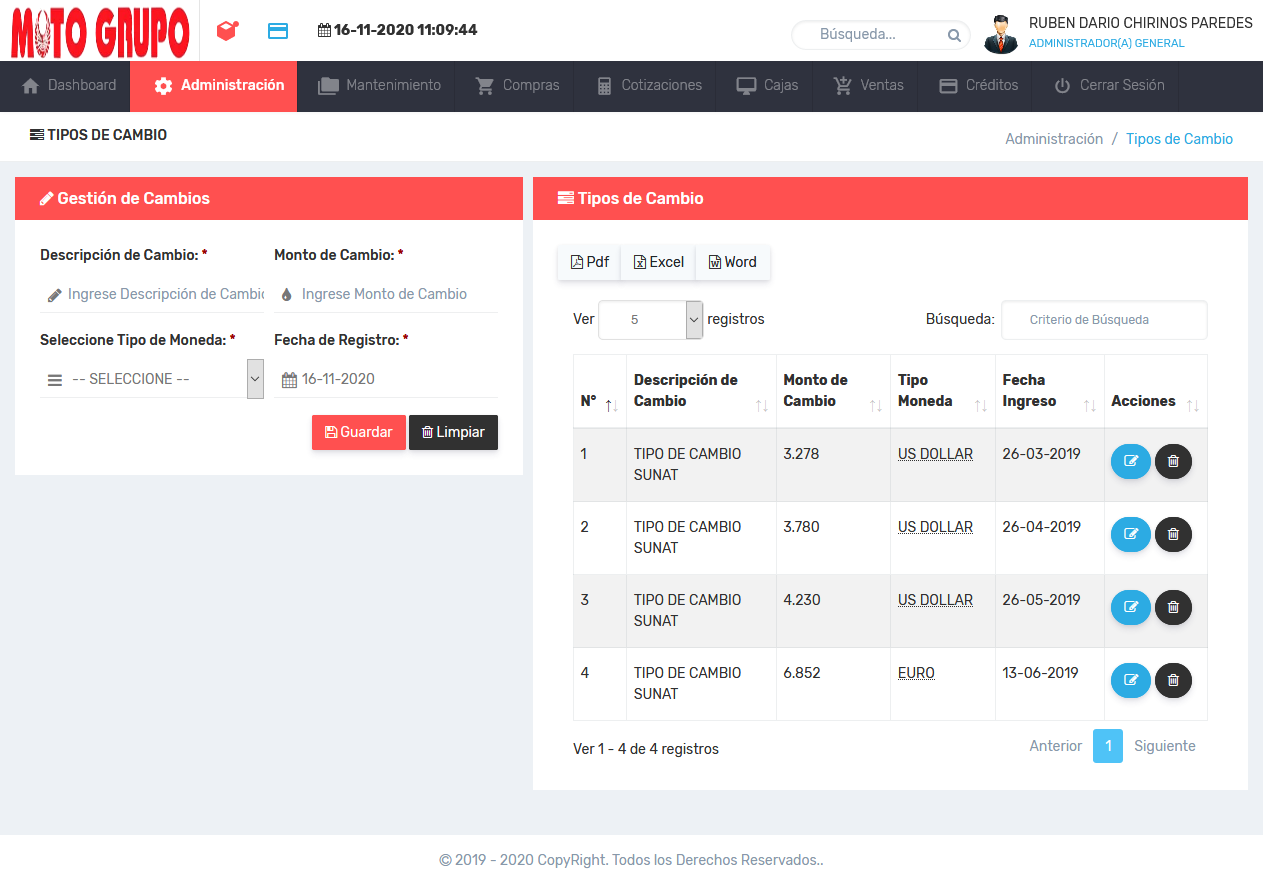 MOTO GRUPO
16-11-2020 11:09:44
Búsqueda...
RUBEN DARIO CHIRINOS PAREDES
ADMINISTRADOR(A) GENERAL
Dashboard
Administración
Mantenimiento
Compras
Cotizaciones
Cajas
Ventas
Créditos
Cerrar Sesión
TIPOS DE CAMBIO
Administración / Tipos de Cambio
Gestión de Cambios
Descripción de Cambio: *
Monto de Cambio: *
Ingrese Descripción de Cambio
Ingrese Monto de Cambio
Seleccione Tipo de Moneda: *
Fecha de Registro: *
-- SELECCIONE --
16-11-2020
Guardar
Limpiar
Tipos de Cambio
Pdf
Excel
Word
Ver 5 registros
Búsqueda: Criterio de Búsqueda
N° Descripción de Cambio Monto de Cambio Tipo Moneda Fecha Ingreso Acciones
1 TIPO DE CAMBIO SUNAT 3.278 US DOLLAR 26-03-2019
2 TIPO DE CAMBIO SUNAT 3.780 US DOLLAR 26-04-2019
3 TIPO DE CAMBIO SUNAT 4.230 US DOLLAR 26-05-2019
4 TIPO DE CAMBIO SUNAT 6.852 EURO 13-06-2019
Ver 1 - 4 de 4 registros
Anterior 1 Siguiente
© 2019 - 2020 CopyRight. Todos los Derechos Reservados..